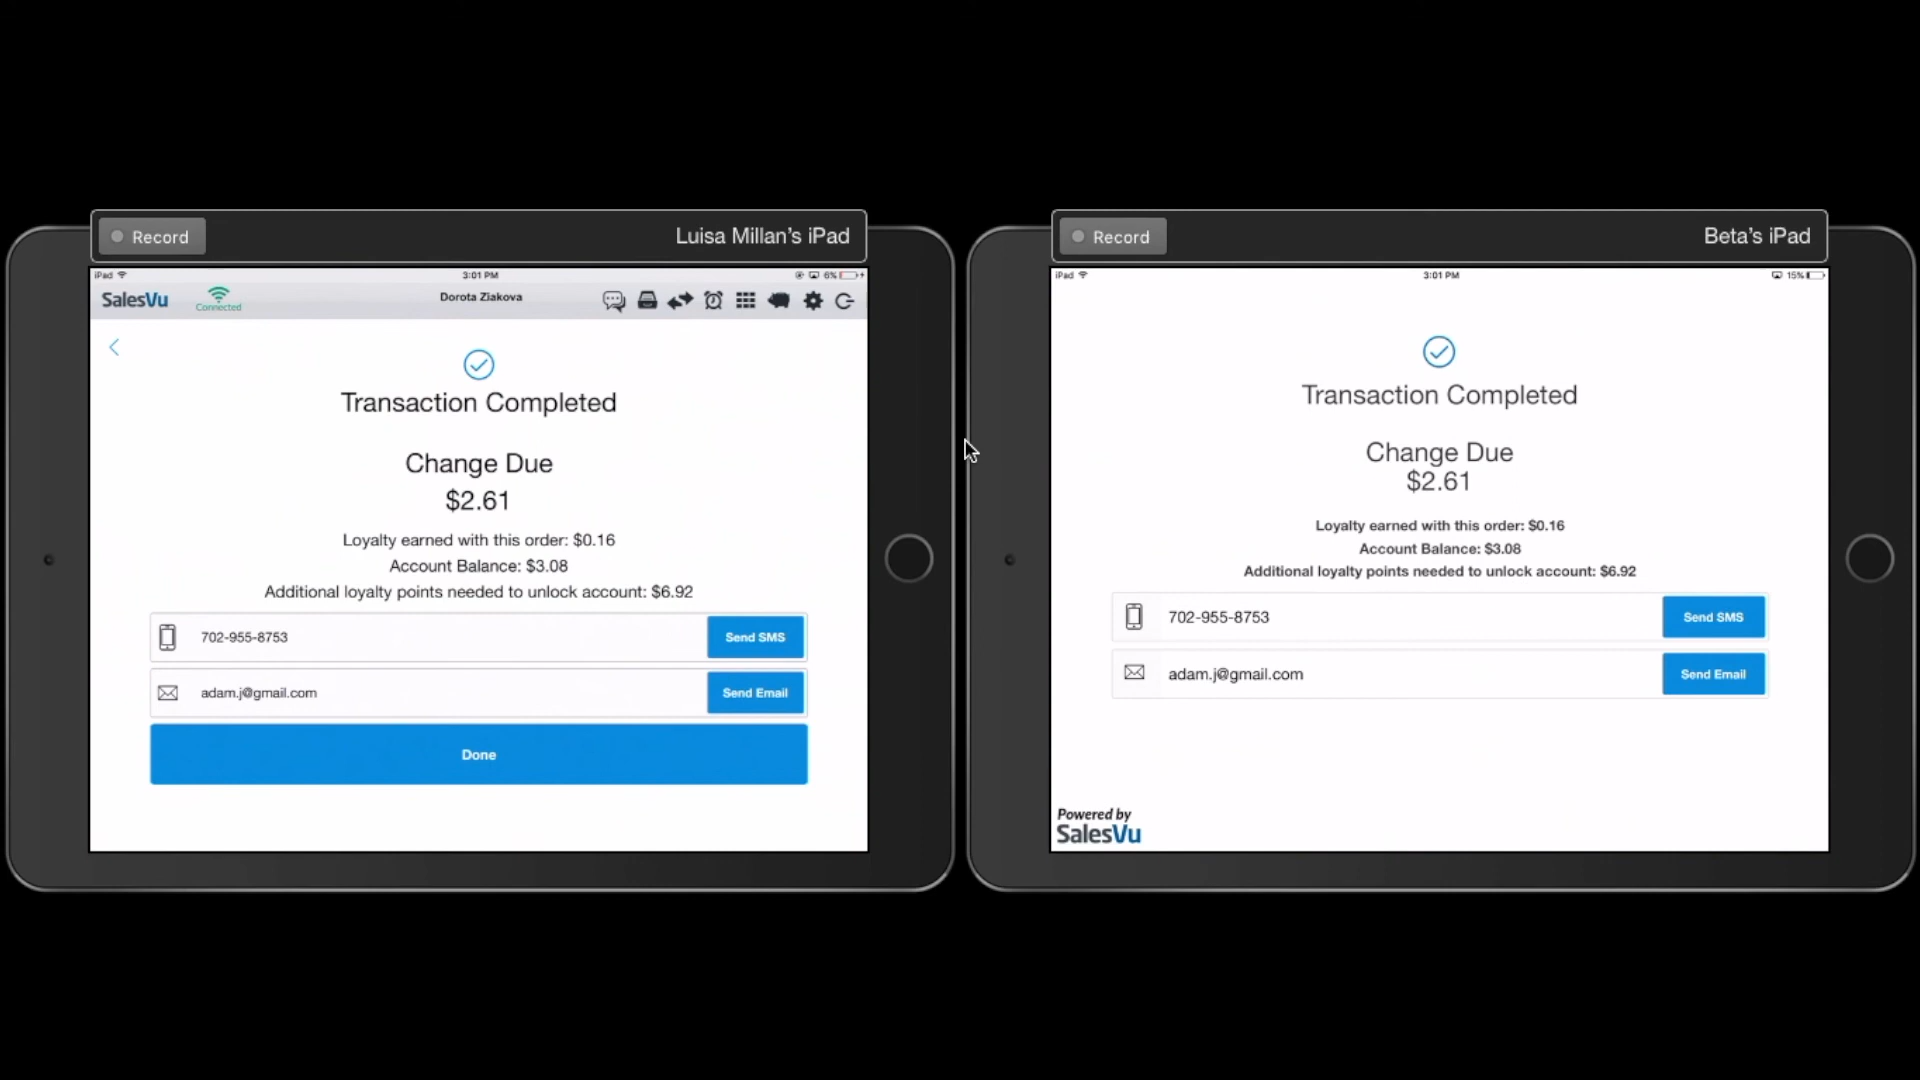 Record
Luisa Millan's iPad
iPad
3:01 PM
6%
SalesVu
Connected
Dorota Ziakova
Transaction Completed
Change Due
$2.61
Loyalty earned with this order: $0.16
Account Balance: $3.08
Additional loyalty points needed to unlock account: $6.92
702-955-8753
Send SMS
adam.j@gmail.com
Send Email
Done
Record
Beta's iPad
iPad
3:01 PM
15%
Transaction Completed
Change Due
$2.61
Loyalty earned with this order: $0.16
Account Balance: $3.08
Additional loyalty points needed to unlock account: $6.92
702-955-8753
Send SMS
adam.j@gmail.com
Send Email
Powered by
SalesVu